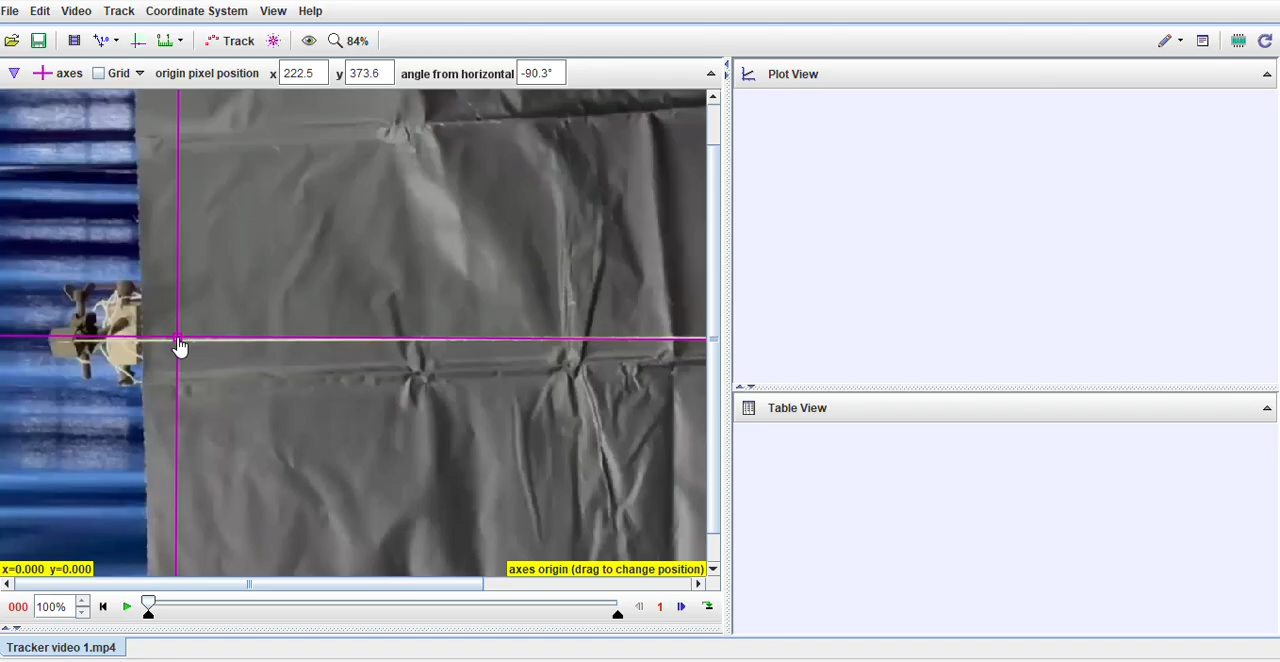 File Edit Video Track Coordinate System View Help
1.0 Track 84%
axes Grid origin pixel position x 222.5 y 373.6 angle from horizontal -90.3°
Plot View
Table View
x=0.000 y=0.000
axes origin (drag to change position)
000 100% 1
Tracker video 1.mp4